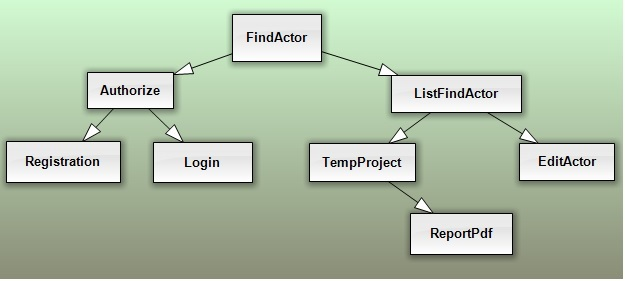 FindActor
Authorize
ListFindActor
Registration
Login
TempProject
EditActor
ReportPdf